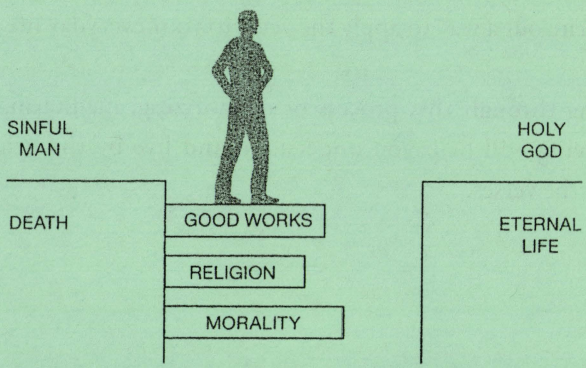 SINFUL
MAN
HOLY
GOD
DEATH
GOOD WORKS
ETERNAL
LIFE
RELIGION
MORALITY